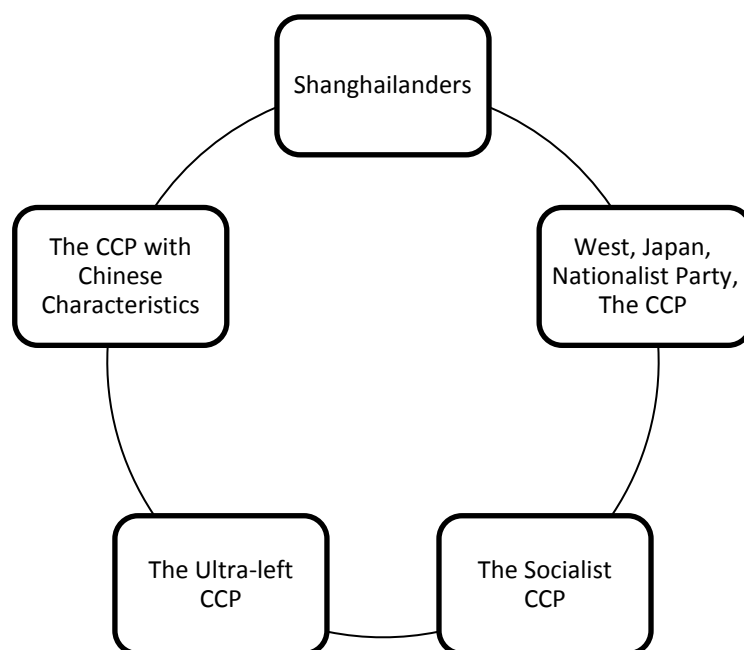 Shanghailanders
West, Japan,
Nationalist Party,
The CCP
The Socialist
CCP
The Ultra-left
CCP
The CCP with
Chinese
Characteristics